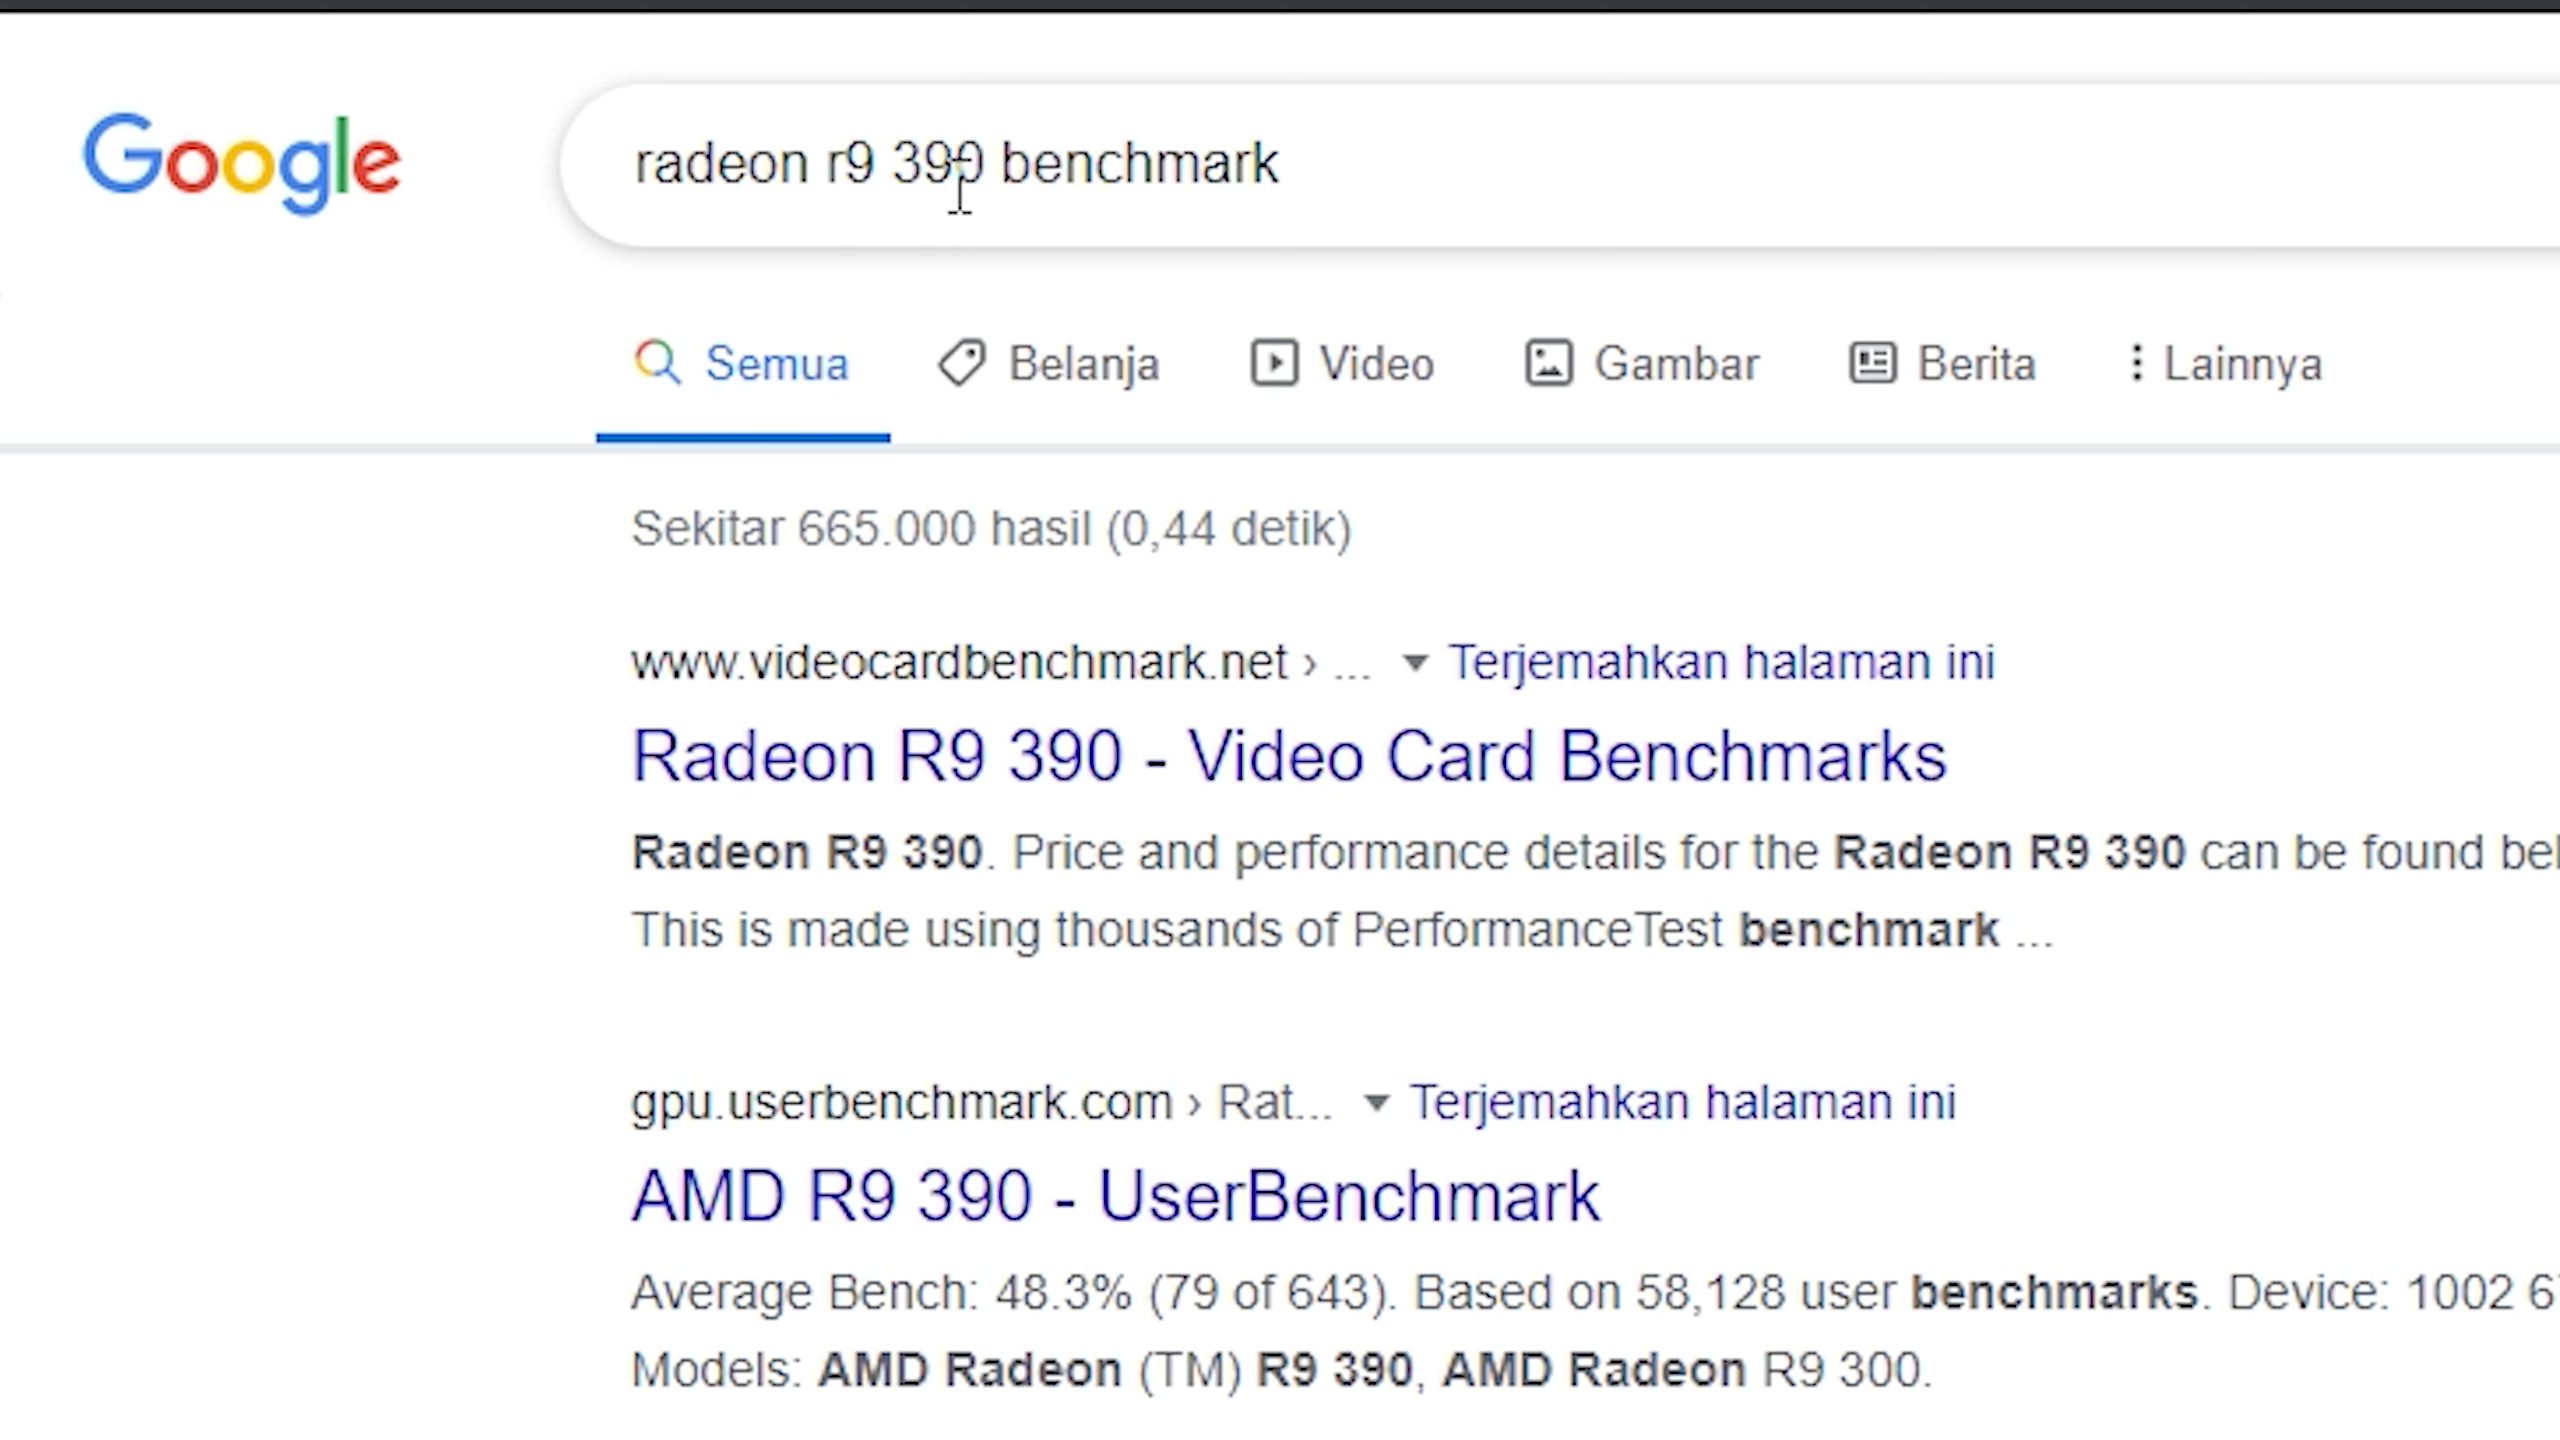 Google
radeon r9 390 benchmark
Semua Belanja Video Gambar Berita Lainnya
Sekitar 665.000 hasil (0,44 detik)
www.videocardbenchmark.net › ... Terjemahkan halaman ini
Radeon R9 390 - Video Card Benchmarks
Radeon R9 390. Price and performance details for the Radeon R9 390 can be found
This is made using thousands of PerformanceTest benchmark ...
gpu.userbenchmark.com › Rat... Terjemahkan halaman ini
AMD R9 390 - UserBenchmark
Average Bench: 48.3% (79 of 643). Based on 58,128 user benchmarks. Device: 1002
Models: AMD Radeon (TM) R9 390, AMD Radeon R9 300.